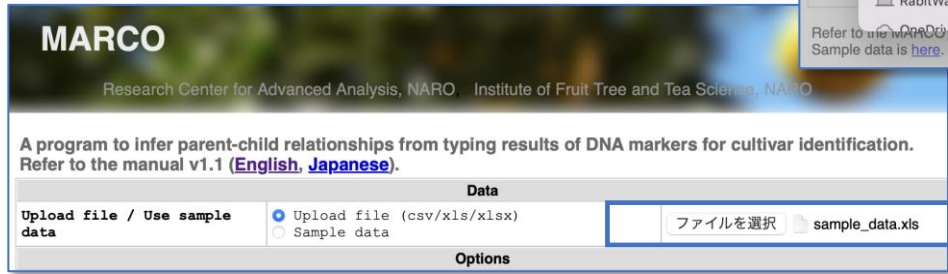 MARCO
Research Center for Advanced Analysis, NARO, Institute of Fruit Tree and Tea Science, NARO
Refer to the MARCO
Sample data is here.
A program to infer parent-child relationships from typing results of DNA markers for cultivar identification.
Refer to the manual v1.1 (English, Japanese).
Data
Upload file / Use sample data
Upload file (csv/xls/xlsx)
Sample data
ファイルを選択 sample_data.xls
Options